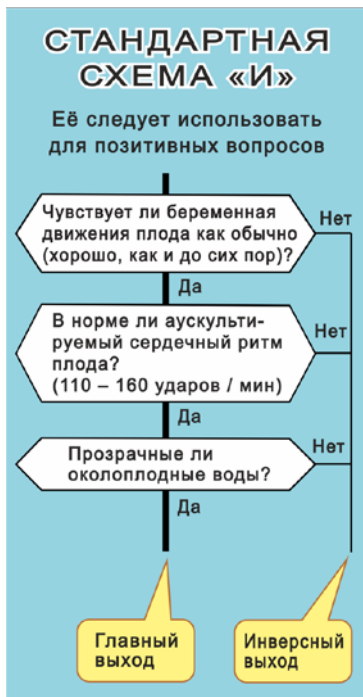 СТАНДАРТНАЯ
СХЕМА «И»
Её следует использовать
для позитивных вопросов
Чувствует ли беременная
движения плода как обычно
(хорошо, как и до сих пор)?
Нет
Да
В норме ли аускульти-
руемый сердечный ритм
плода?
(110 – 160 ударов / мин)
Нет
Да
Прозрачные ли
околоплодные воды?
Нет
Да
Главный
выход
Инверсный
выход